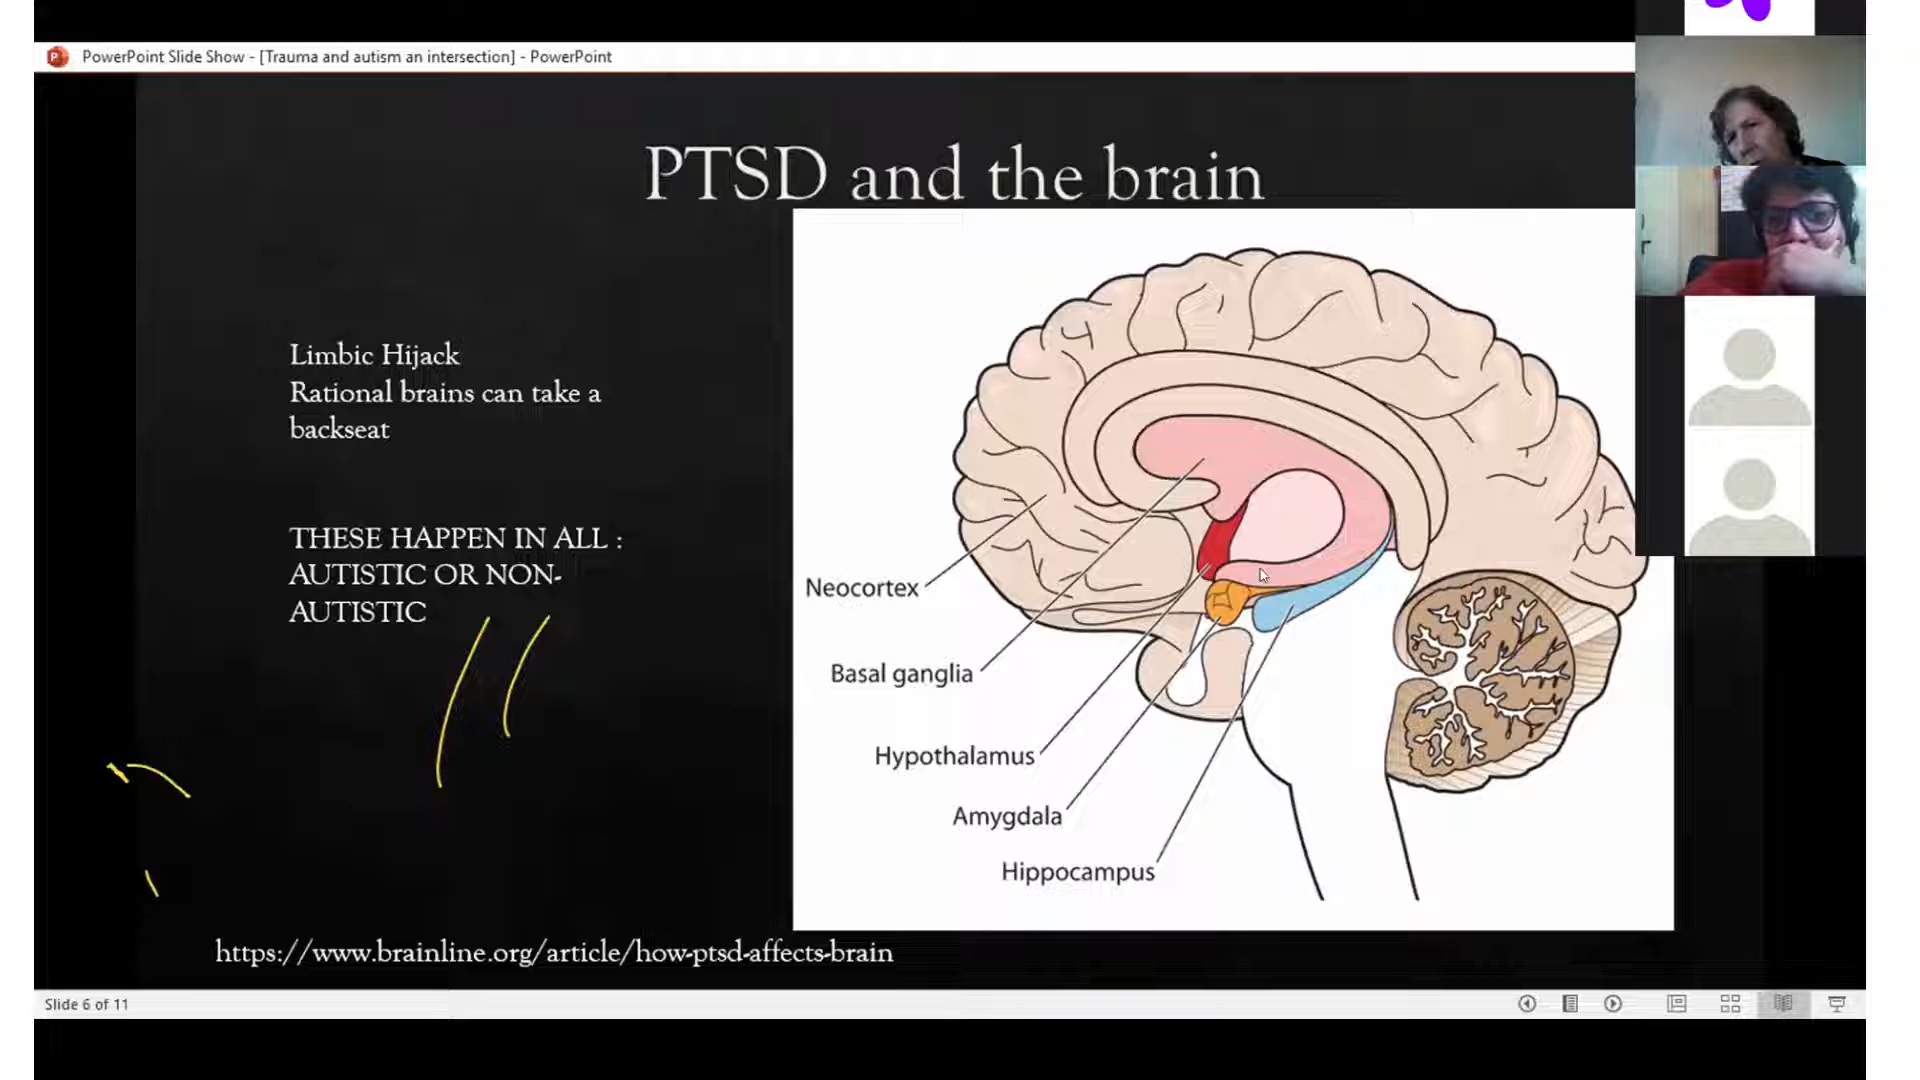 PowerPoint Slide Show - [Trauma and autism an intersection] - PowerPoint
PTSD and the brain
Limbic Hijack
Rational brains can take a
backseat
THESE HAPPEN IN ALL :
AUTISTIC OR NON-
AUTISTIC
Neocortex
Basal ganglia
Hypothalamus
Amygdala
Hippocampus
https://www.brainline.org/article/how-ptsd-affects-brain
Slide 6 of 11